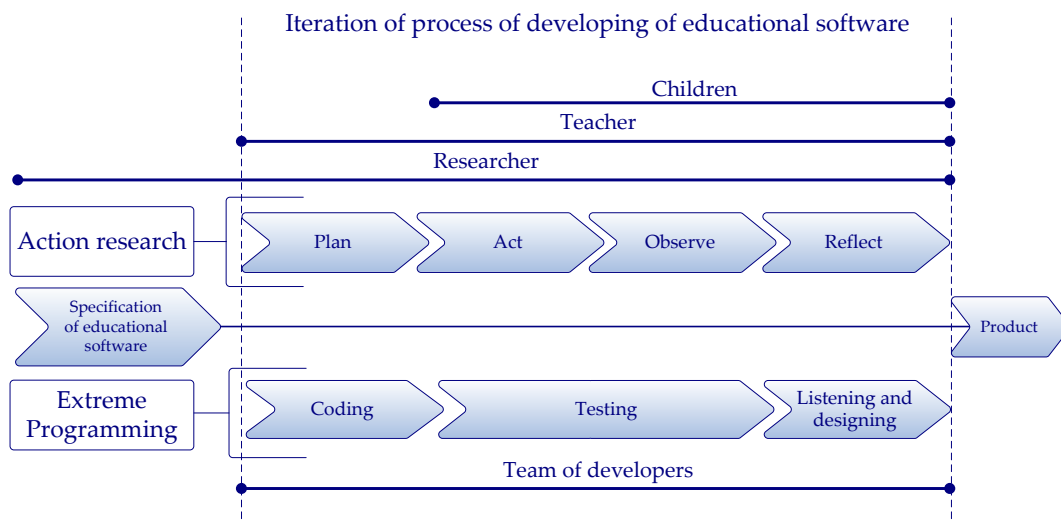 Iteration of process of developing of educational software
Children
Teacher
Researcher
Action research
Plan
Act
Observe
Reflect
Specification
of educational
software
Product
Extreme
Programming
Coding
Testing
Listening and
designing
Team of developers